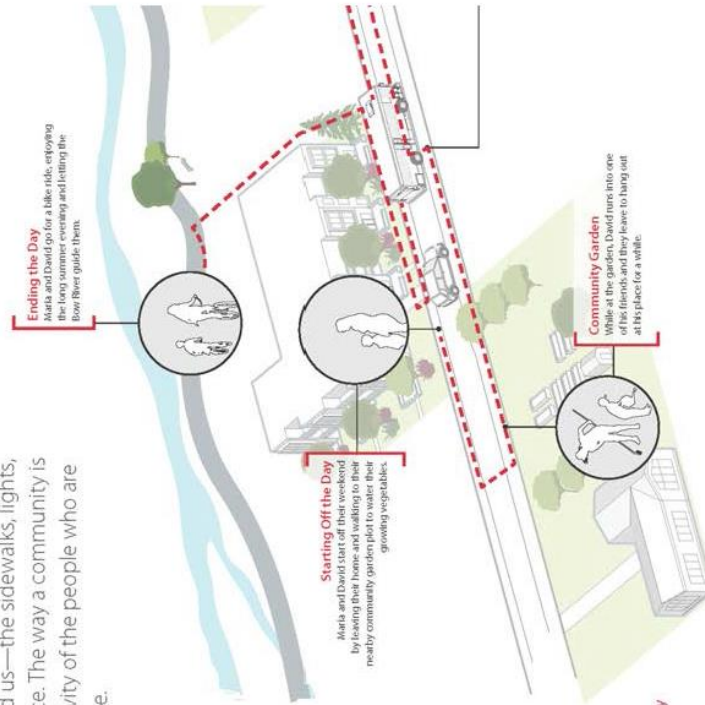 d us—the sidewalks, lights,
e. The way a community is
vity of the people who are
e.
Ending the Day
Maria and David go for a bike ride, enjoying
the long summer evening and letting the
Bow River guide them.
Starting Off the Day
Maria and David start off their weekend
by leaving their home and walking to their
nearby community garden plot to water their
growing vegetables.
Community Garden
While at the garden, David runs into one
of his friends and they leave to hang out
at his place for a while.
y